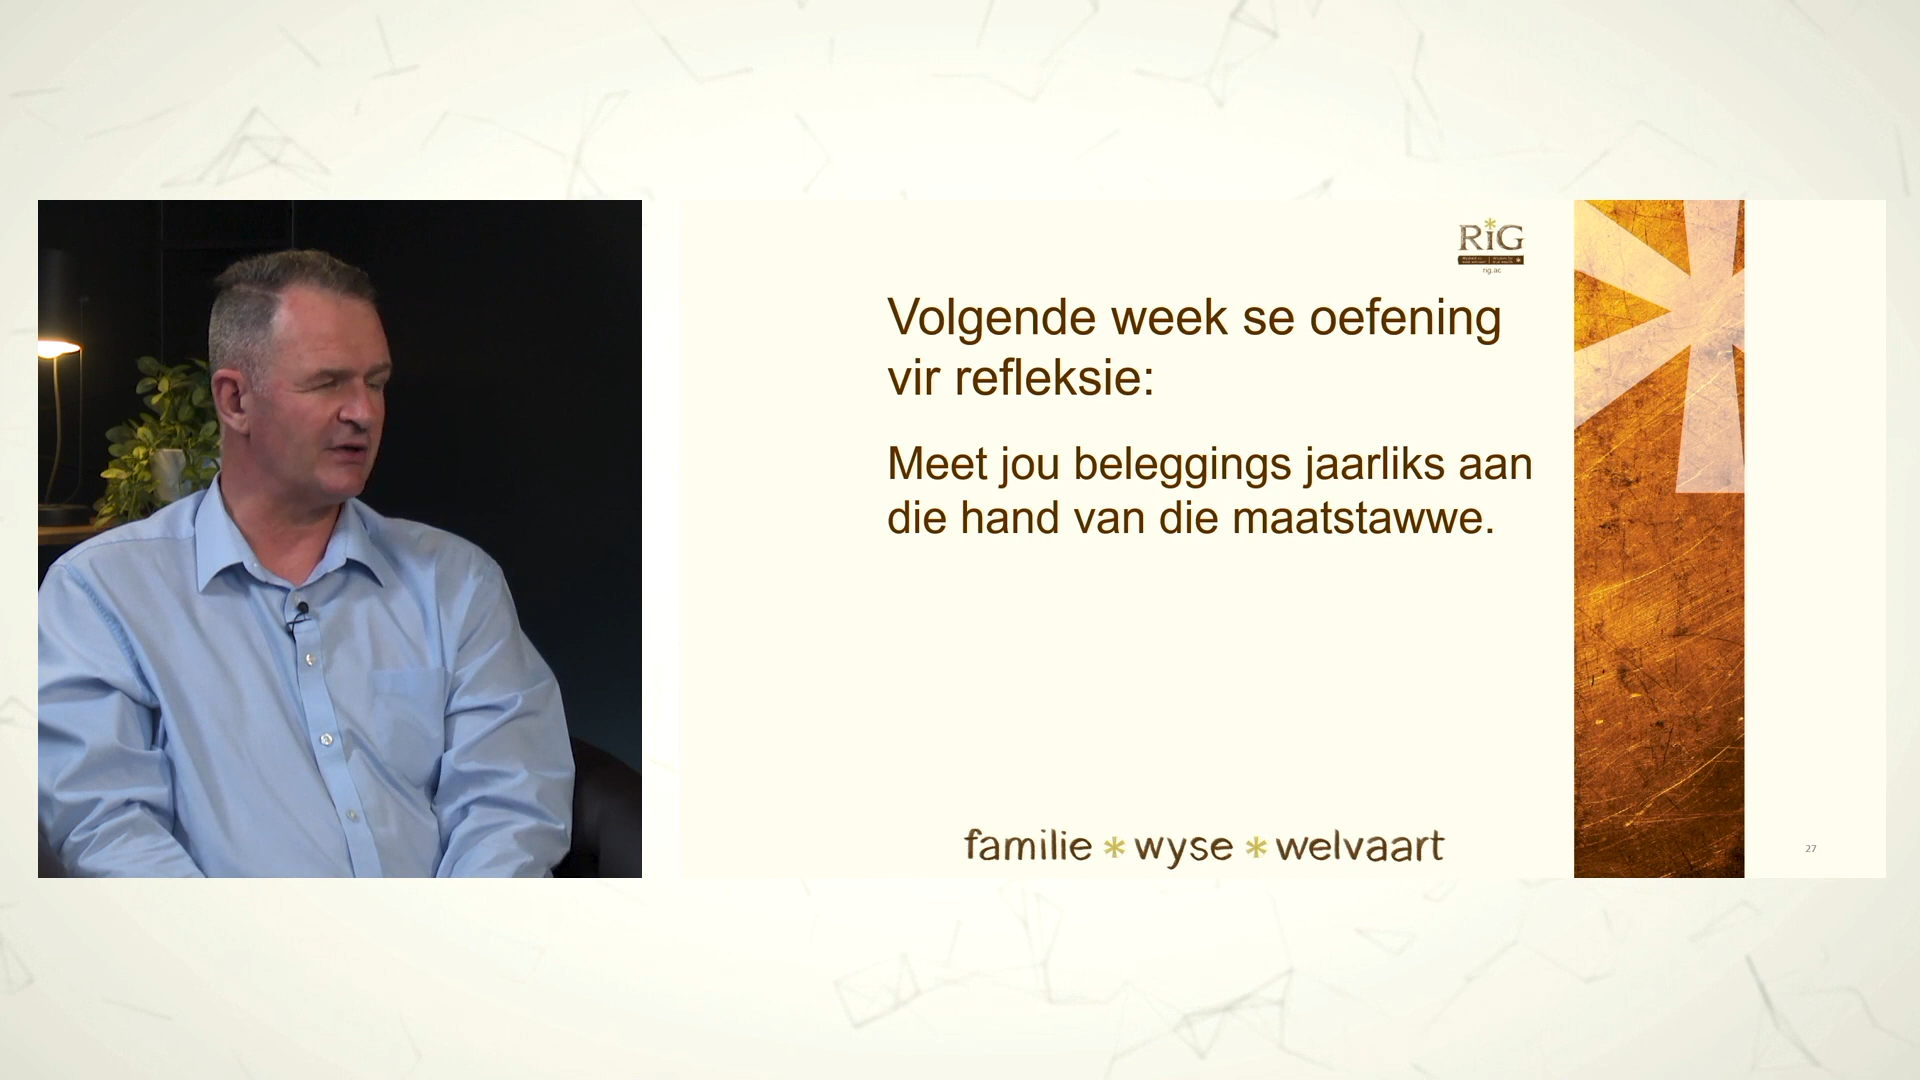 RiG
rig.ac
Volgende week se oefening
vir refleksie:
Meet jou beleggings jaarliks aan
die hand van die maatstawwe.
familie * wyse * welvaart
27